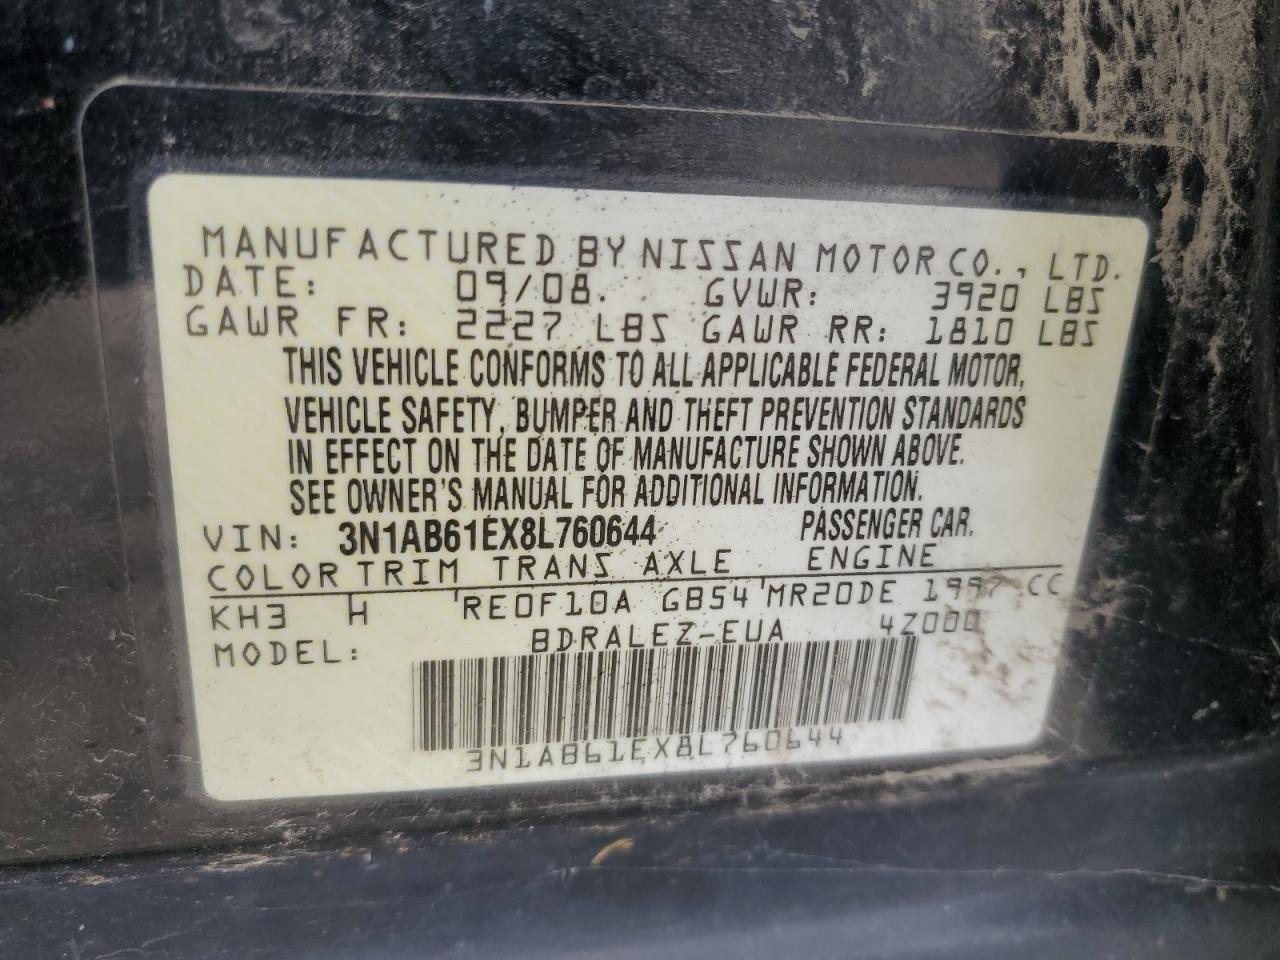 MANUFACTURED BY NISSAN MOTOR CO., LTD.
DATE: 09/08. GVWR: 3920 LBS
GAWR FR: 2227 LBS GAWR RR: 1810 LBS
THIS VEHICLE CONFORMS TO ALL APPLICABLE FEDERAL MOTOR,
VEHICLE SAFETY, BUMPER AND THEFT PREVENTION STANDARDS
IN EFFECT ON THE DATE OF MANUFACTURE SHOWN ABOVE.
SEE OWNER'S MANUAL FOR ADDITIONAL INFORMATION.
VIN: 3N1AB61EX8L760644 PASSENGER CAR.
COLOR TRIM TRANS AXLE ENGINE
KH3 H 'RE0F10A GB54'MR20DE 1997 CC
MODEL: BDRALEZ-EUA 4Z000
3N1AB61EX8L760644